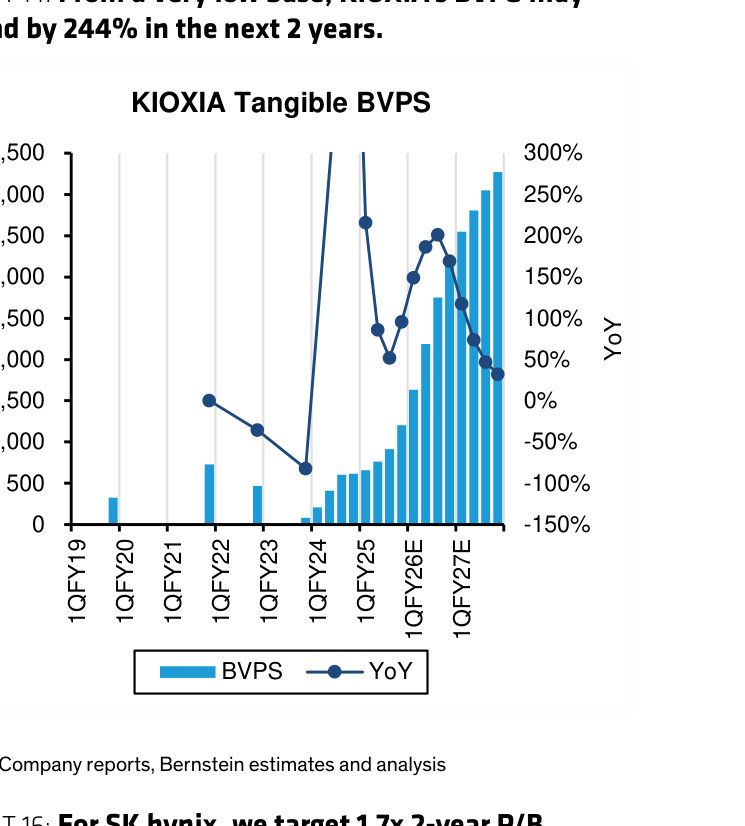 nd by 244% in the next 2 years.
KIOXIA Tangible BVPS
,500
,000
,500
,000
,500
,000
,500
,000
500
0
300%
250%
200%
150%
100%
50%
0%
-50%
-100%
-150%
YoY
1QFY19
1QFY20
1QFY21
1QFY22
1QFY23
1QFY24
1QFY25
1QFY26E
1QFY27E
BVPS YoY
Company reports, Bernstein estimates and analysis
For SK hynix, we target 1.7x 2-year P/B